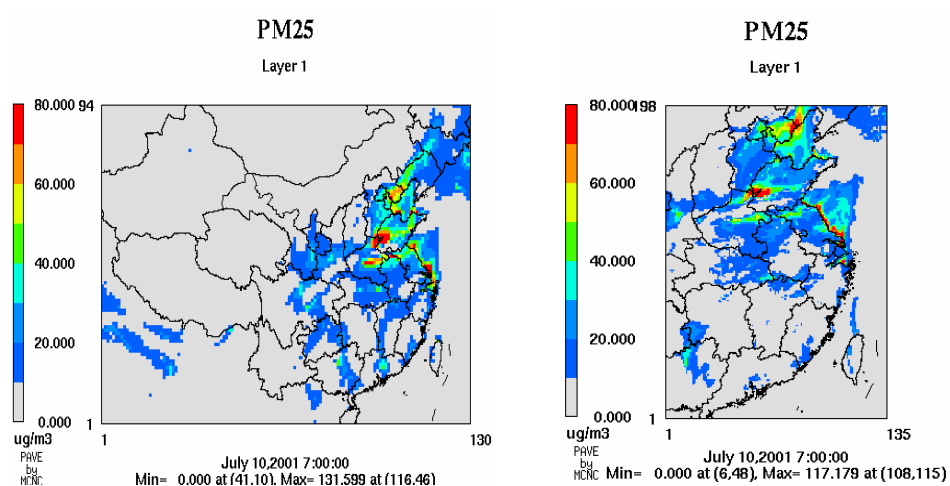 PM25
Layer 1
80.000 94
60.000
40.000
20.000
0.000 1
ug/m3
1 130
PAVE
by
MCNC
July 10,2001 7:00:00
Min= 0.000 at (41,10), Max= 131.599 at (116,46)
PM25
Layer 1
80.000 198
60.000
40.000
20.000
0.000 1
ug/m3
1 135
PAVE
by
MCNC
July 10,2001 7:00:00
Min= 0.000 at (6,48), Max= 117.179 at (108,115)